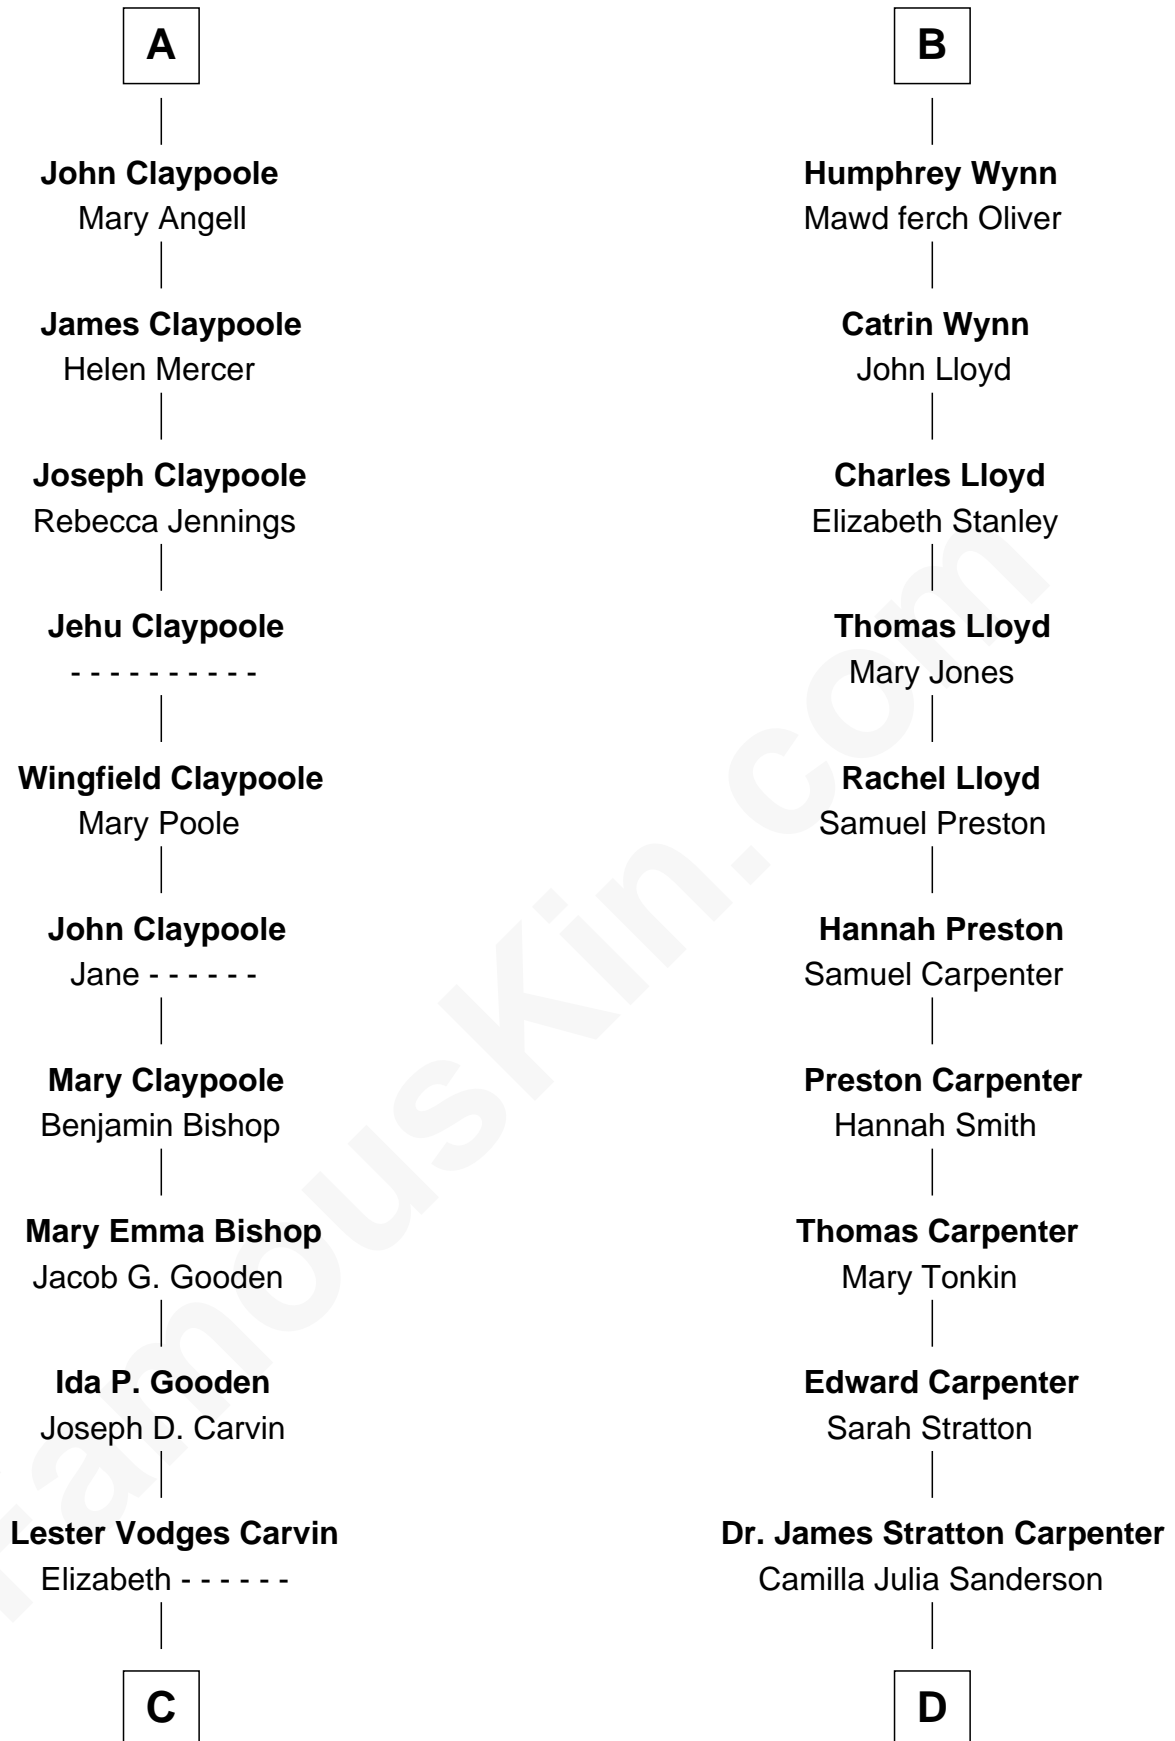 A
John Claypoole
Mary Angell
James Claypoole
Helen Mercer
Joseph Claypoole
Rebecca Jennings
Jehu Claypoole
- - - - - - - - - -
Wingfield Claypoole
Mary Poole
John Claypoole
Jane - - - - - -
Mary Claypoole
Benjamin Bishop
Mary Emma Bishop
Jacob G. Gooden
Ida P. Gooden
Joseph D. Carvin
Lester Vodges Carvin
Elizabeth - - - - - -
C
B
Humphrey Wynn
Mawd ferch Oliver
Catrin Wynn
John Lloyd
Charles Lloyd
Elizabeth Stanley
Thomas Lloyd
Mary Jones
Rachel Lloyd
Samuel Preston
Hannah Preston
Samuel Carpenter
Preston Carpenter
Hannah Smith
Thomas Carpenter
Mary Tonkin
Edward Carpenter
Sarah Stratton
Dr. James Stratton Carpenter
Camilla Julia Sanderson
D
FamousKin.com